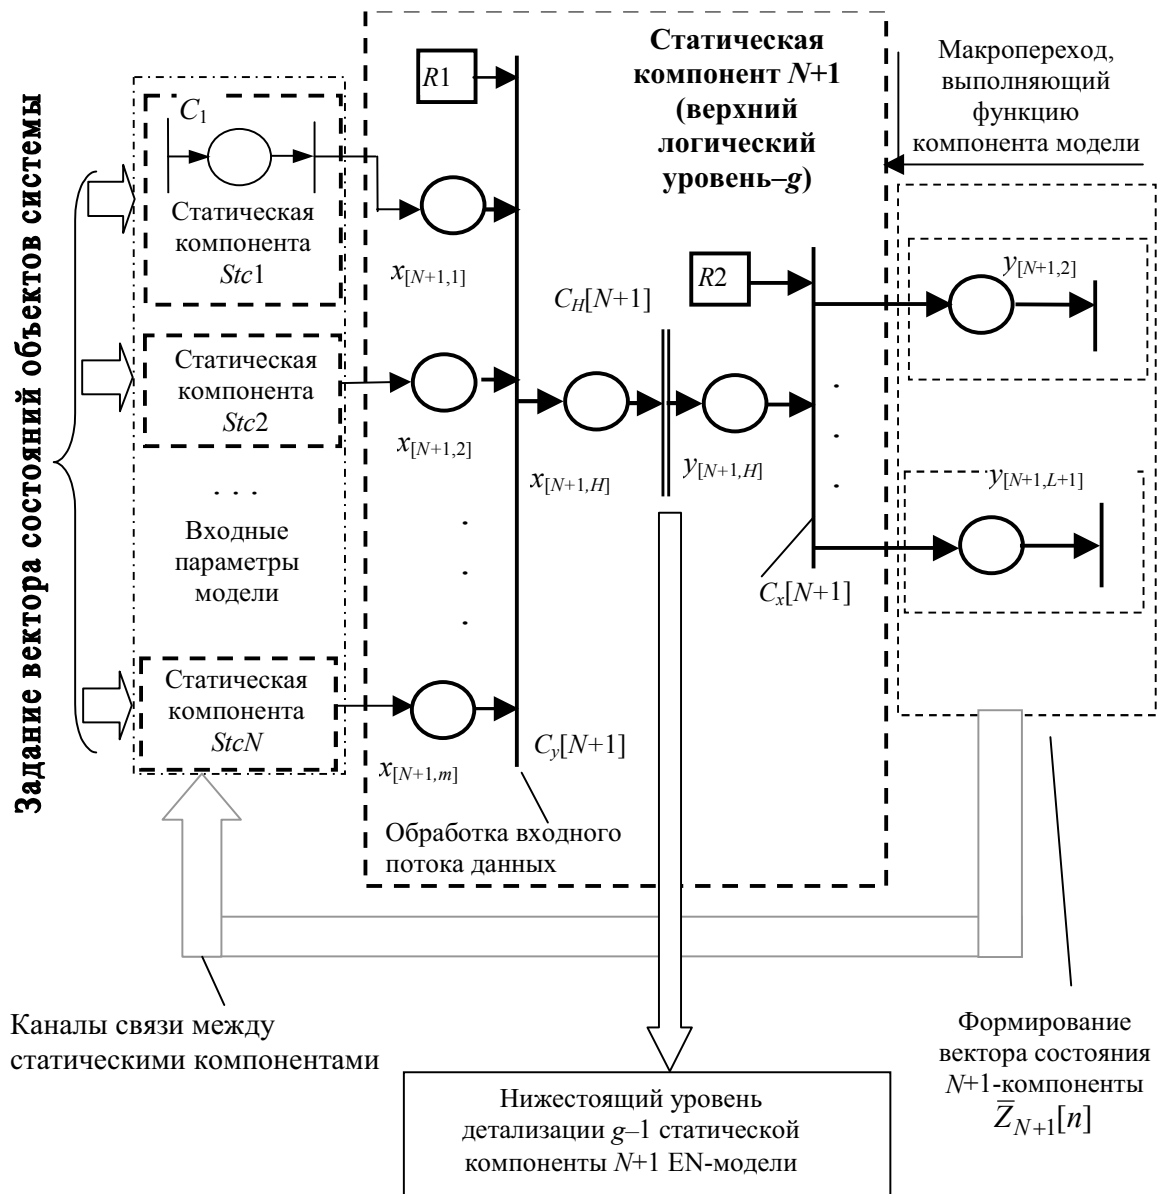 Задание вектора состояний объектов системы
C1
Статическая
компонента
Stc1
Статическая
компонента
Stc2
. . .
Входные
параметры
модели
Статическая
компонента
StcN
R1
x[N+1,1]
x[N+1,2]
x[N+1,m]
Статическая
компонент N+1
(верхний
логический
уровень–g)
CH[N+1]
x[N+1,H]
y[N+1,H]
R2
Cx[N+1]
Cy[N+1]
Обработка входного
потока данных
Макропереход,
выполняющий
функцию
компонента модели
y[N+1,2]
y[N+1,L+1]
Каналы связи между
статическими компонентами
Нижестоящий уровень
детализации g–1 статической
компоненты N+1 EN-модели
Формирование
вектора состояния
N+1-компоненты
Z̅N+1[n]